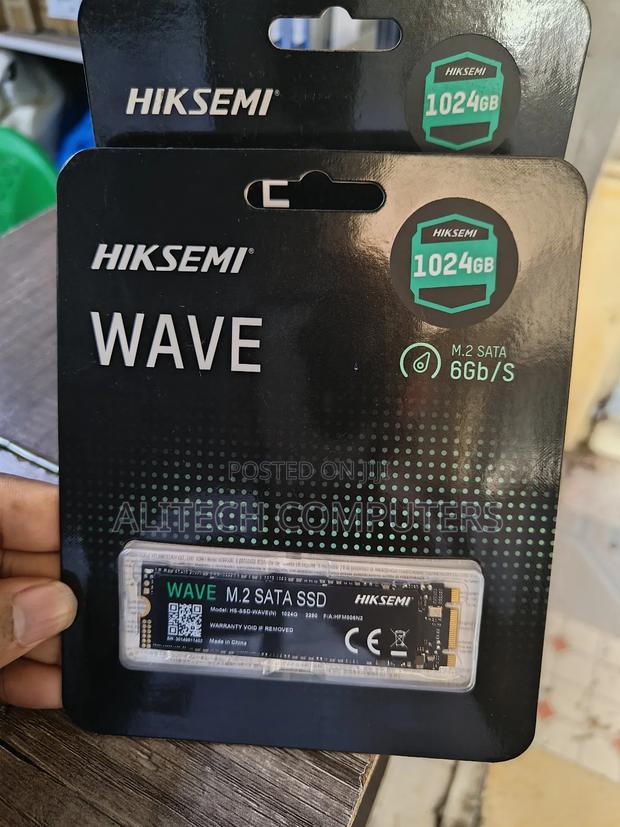 HIKSEMI®
HIKSEMI
1024GB
HIKSEMI®
HIKSEMI
1024GB
WAVE
M.2 SATA
6Gb/S
POSTED ON JIJI
ALITECH COMPUTERS
WAVE M.2 SATA SSD
HIKSEMI
Model: HS-SSD-WAVE(N) 1024G 2280 F/A:HFM006N2
WARRANTY VOID IF REMOVED
Made in China
CE